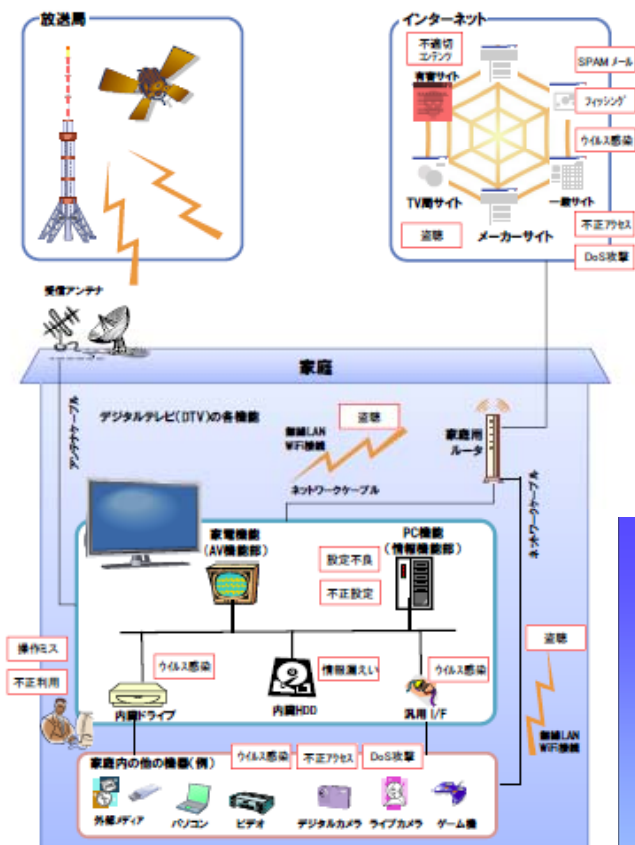 放送局
インターネット
不適切
コンテンツ
有害サイト
SPAMメール
フィッシング
ウイルス感染
TV局サイト
一般サイト
盗聴
メーカーサイト
不正アクセス
DoS攻撃
受信アンテナ
家庭
アンテナケーブル
デジタルテレビ(DTV)の各機能
盗聴
無線LAN
WiFi接続
家庭用
ルータ
ネットワークケーブル
ネットワークケーブル
家電機能
(AV機能部)
PC機能
(情報機能部)
設定不良
不正設定
操作ミス
不正利用
ウイルス感染
情報漏えい
ウイルス感染
盗聴
内臓ドライブ
内臓HDD
汎用 I/F
無線LAN
WiFi接続
家庭内の他の機器(例)
ウイルス感染
不正アクセス
DoS攻撃
外部メディア
パソコン
ビデオ
デジタルカメラ
ライブカメラ
ゲーム機